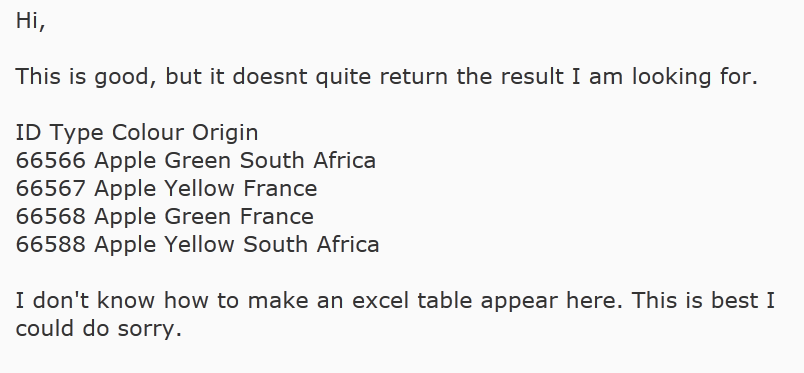 Hi,
This is good, but it doesnt quite return the result I am looking for.
ID Type Colour Origin
66566 Apple Green South Africa
66567 Apple Yellow France
66568 Apple Green France
66588 Apple Yellow South Africa
I don't know how to make an excel table appear here. This is best I
could do sorry.